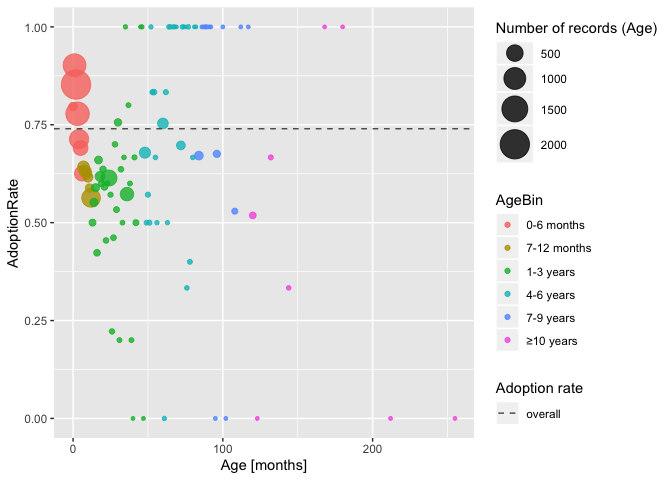 1.00
0.75
0.50
0.25
0.00
AdoptionRate
0
100
200
Age [months]
Number of records (Age)
500
1000
1500
2000
AgeBin
0-6 months
7-12 months
1-3 years
4-6 years
7-9 years
≥10 years
Adoption rate
overall